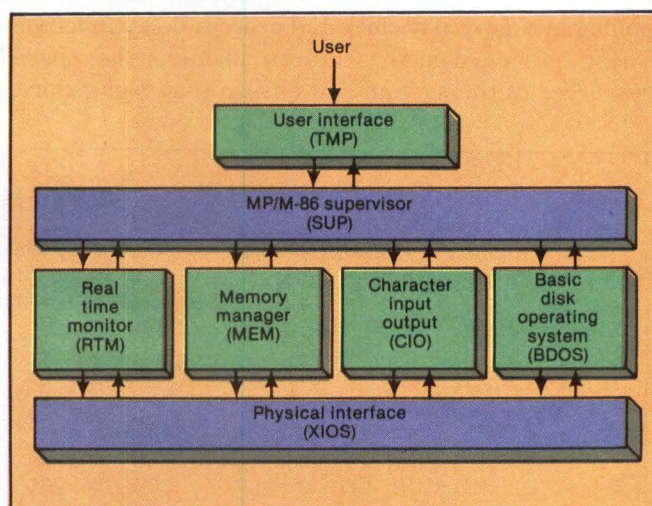 User
User interface
(TMP)
MP/M-86 supervisor
(SUP)
Real
time
monitor
(RTM)
Memory
manager
(MEM)
Character
input
output
(CIO)
Basic
disk
operating
system
(BDOS)
Physical interface
(XIOS)